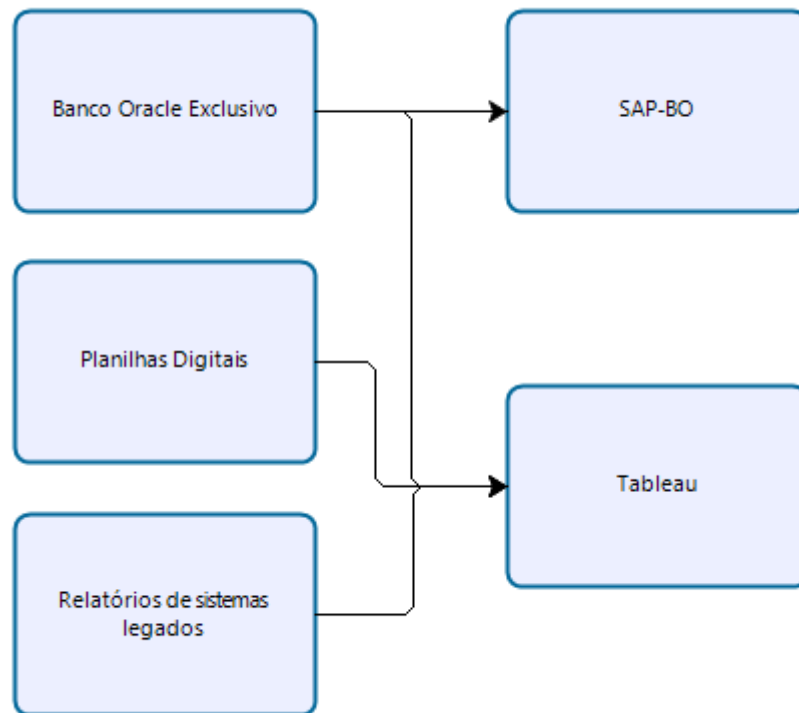 Banco Oracle Exclusivo
SAP-BO
Planilhas Digitais
Tableau
Relatórios de sistemas
legados